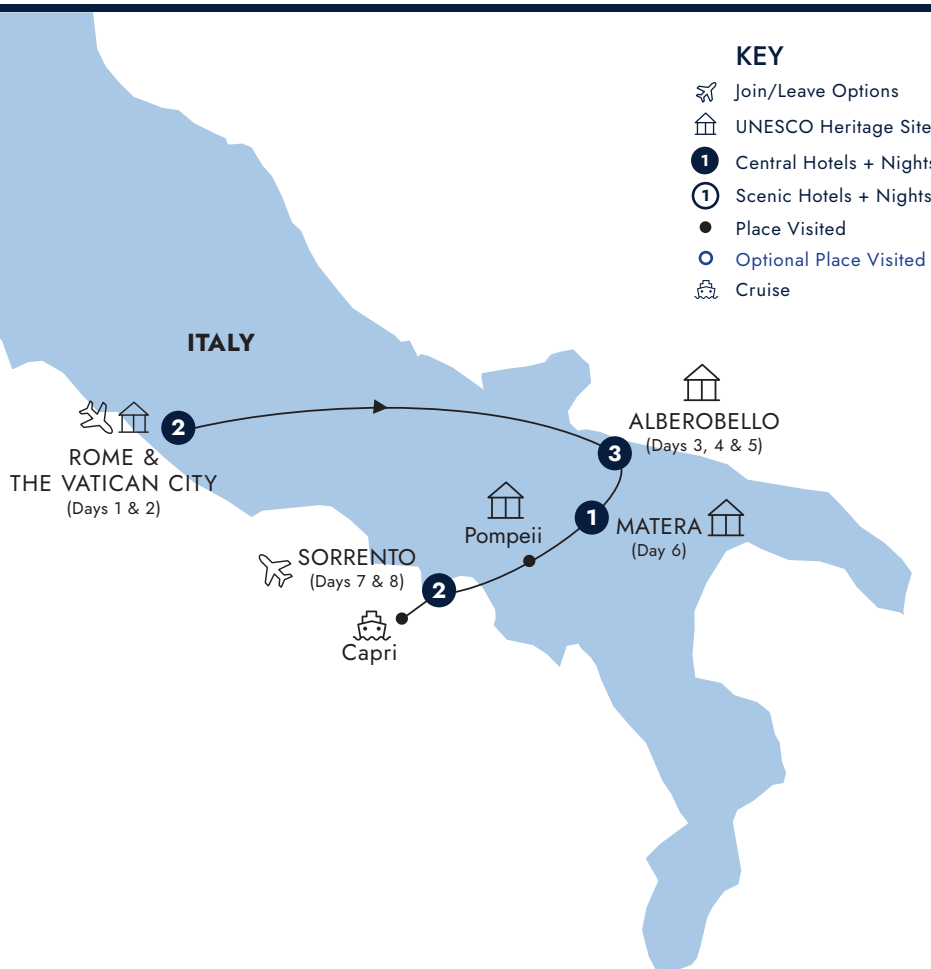 KEY
Join/Leave Options
UNESCO Heritage Site
1 Central Hotels + Nights
1 Scenic Hotels + Nights
Place Visited
Optional Place Visited
Cruise
ITALY
2
ROME &
THE VATICAN CITY
(Days 1 & 2)
ALBEROBELLO
(Days 3, 4 & 5)
3
1
MATERA
(Day 6)
Pompeii
SORRENTO
(Days 7 & 8)
2
Capri